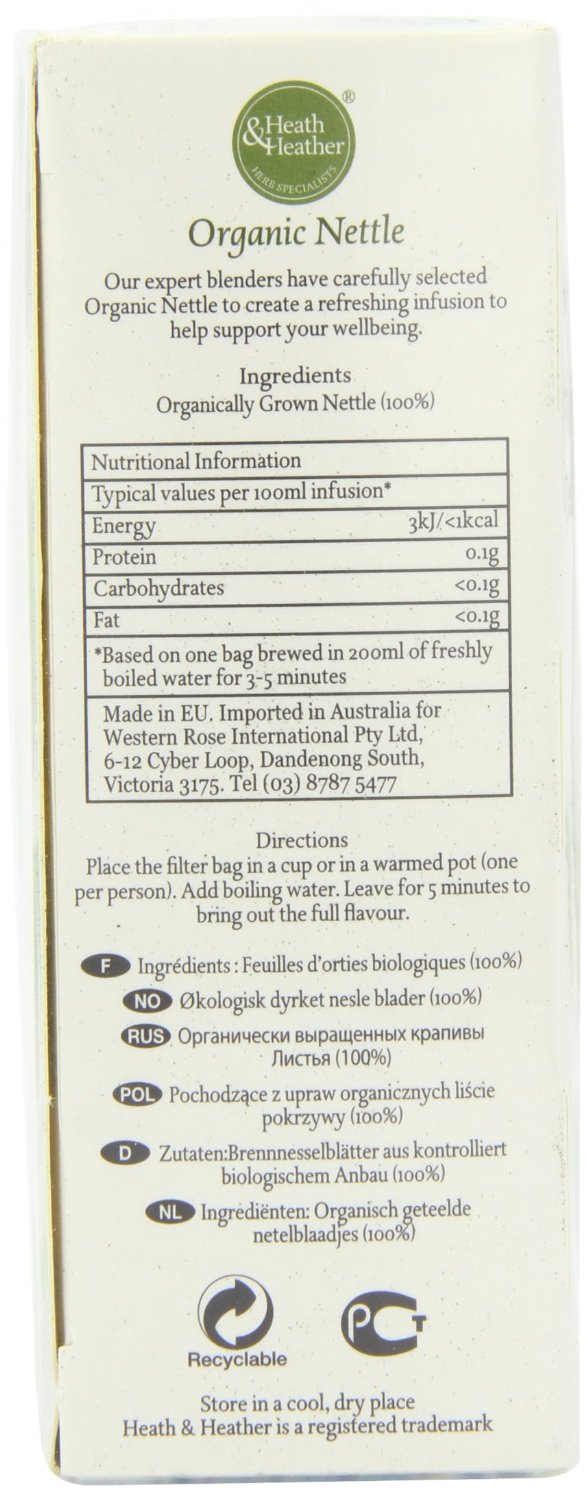 ®
&Heath
Heather
HERB SPECIALISTS
Organic Nettle
Our expert blenders have carefully selected
Organic Nettle to create a refreshing infusion to
help support your wellbeing.
Ingredients
Organically Grown Nettle (100%)
Nutritional Information
Typical values per 100ml infusion*
Energy 3kJ/<1kcal
Protein 0.1g
Carbohydrates <0.1g
Fat <0.1g
*Based on one bag brewed in 200ml of freshly
boiled water for 3-5 minutes
Made in EU. Imported in Australia for
Western Rose International Pty Ltd,
6-12 Cyber Loop, Dandenong South,
Victoria 3175. Tel (03) 8787 5477
Directions
Place the filter bag in a cup or in a warmed pot (one
per person). Add boiling water. Leave for 5 minutes to
bring out the full flavour.
F Ingrédients : Feuilles d'orties biologiques (100%)
NO Økologisk dyrket nesle blader (100%)
RUS Органически выращенных крапивы
Листья (100%)
POL Pochodzące z upraw organicznych liście
pokrzywy (100%)
D Zutaten:Brennnesselblätter aus kontrolliert
biologischem Anbau (100%)
NL Ingrediënten: Organisch geteelde
netelblaadjes (100%)
РСТ
Recyclable
Store in a cool, dry place
Heath & Heather is a registered trademark